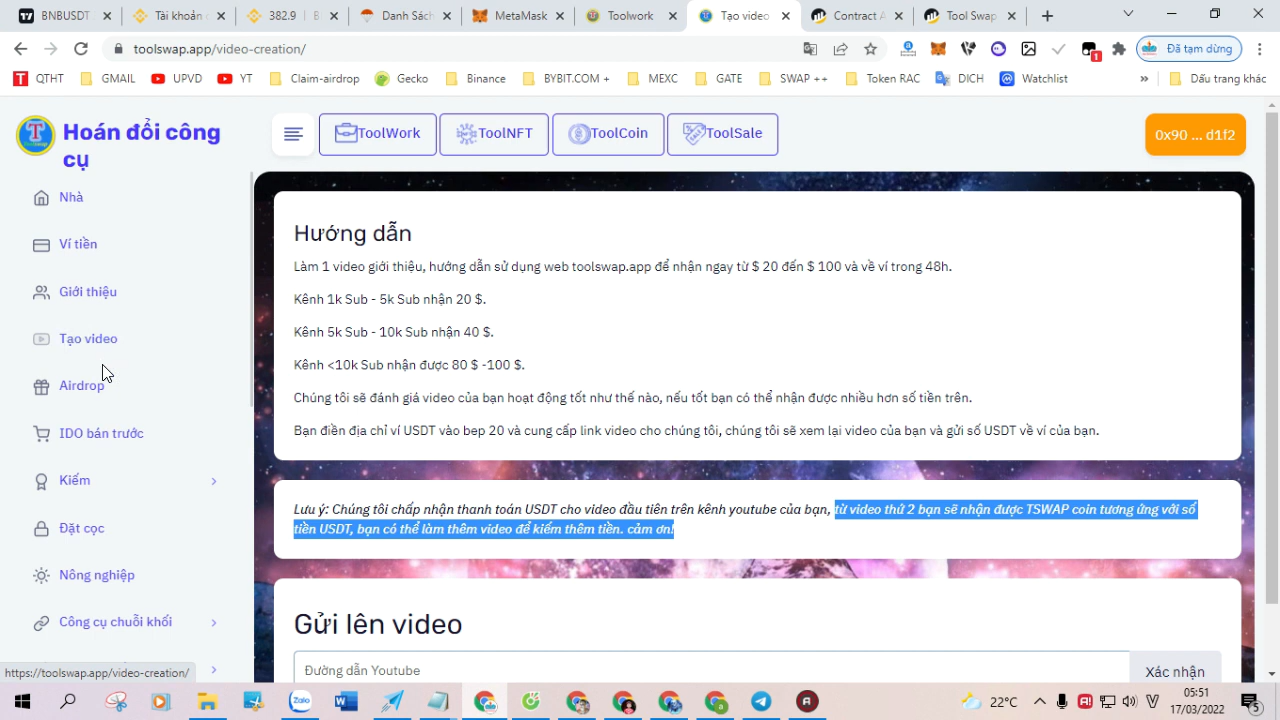 BNBUSDT
Tài khoản c
382.9 | B
Danh Sách
MetaMask
Toolwork
Tạo video
Contract A
Tool Swap
toolswap.app/video-creation/
Đã tạm dừng
QTHT
GMAIL
UPVD
YT
Claim-airdrop
Gecko
Binance
BYBIT.COM +
MEXC
GATE
SWAP ++
Token RAC
DICH
Watchlist
»
Dấu trang khác
Hoán đổi công cụ
ToolWork
ToolNFT
ToolCoin
ToolSale
0x90 ... d1f2
Nhà
Ví tiền
Giới thiệu
Tạo video
Airdrop
IDO bán trước
Kiếm
Đặt cọc
Nông nghiệp
Công cụ chuỗi khối
Hướng dẫn
Làm 1 video giới thiệu, hướng dẫn sử dụng web toolswap.app để nhận ngay từ $ 20 đến $ 100 và về ví trong 48h.
Kênh 1k Sub - 5k Sub nhận 20 $.
Kênh 5k Sub - 10k Sub nhận 40 $.
Kênh <10k Sub nhận được 80 $ -100 $.
Chúng tôi sẽ đánh giá video của bạn hoạt động tốt như thế nào, nếu tốt bạn có thể nhận được nhiều hơn số tiền trên.
Bạn điền địa chỉ ví USDT vào bep 20 và cung cấp link video cho chúng tôi, chúng tôi sẽ xem lại video của bạn và gửi số USDT về ví của bạn.
Lưu ý: Chúng tôi chấp nhận thanh toán USDT cho video đầu tiên trên kênh youtube của bạn, từ video thứ 2 bạn sẽ nhận được TSWAP coin tương ứng với số
tiền USDT, bạn có thể làm thêm video để kiếm thêm tiền. cảm ơn!
Gửi lên video
Đường dẫn Youtube
Xác nhận
https://toolswap.app/video-creation/
22°C
05:51
17/03/2022